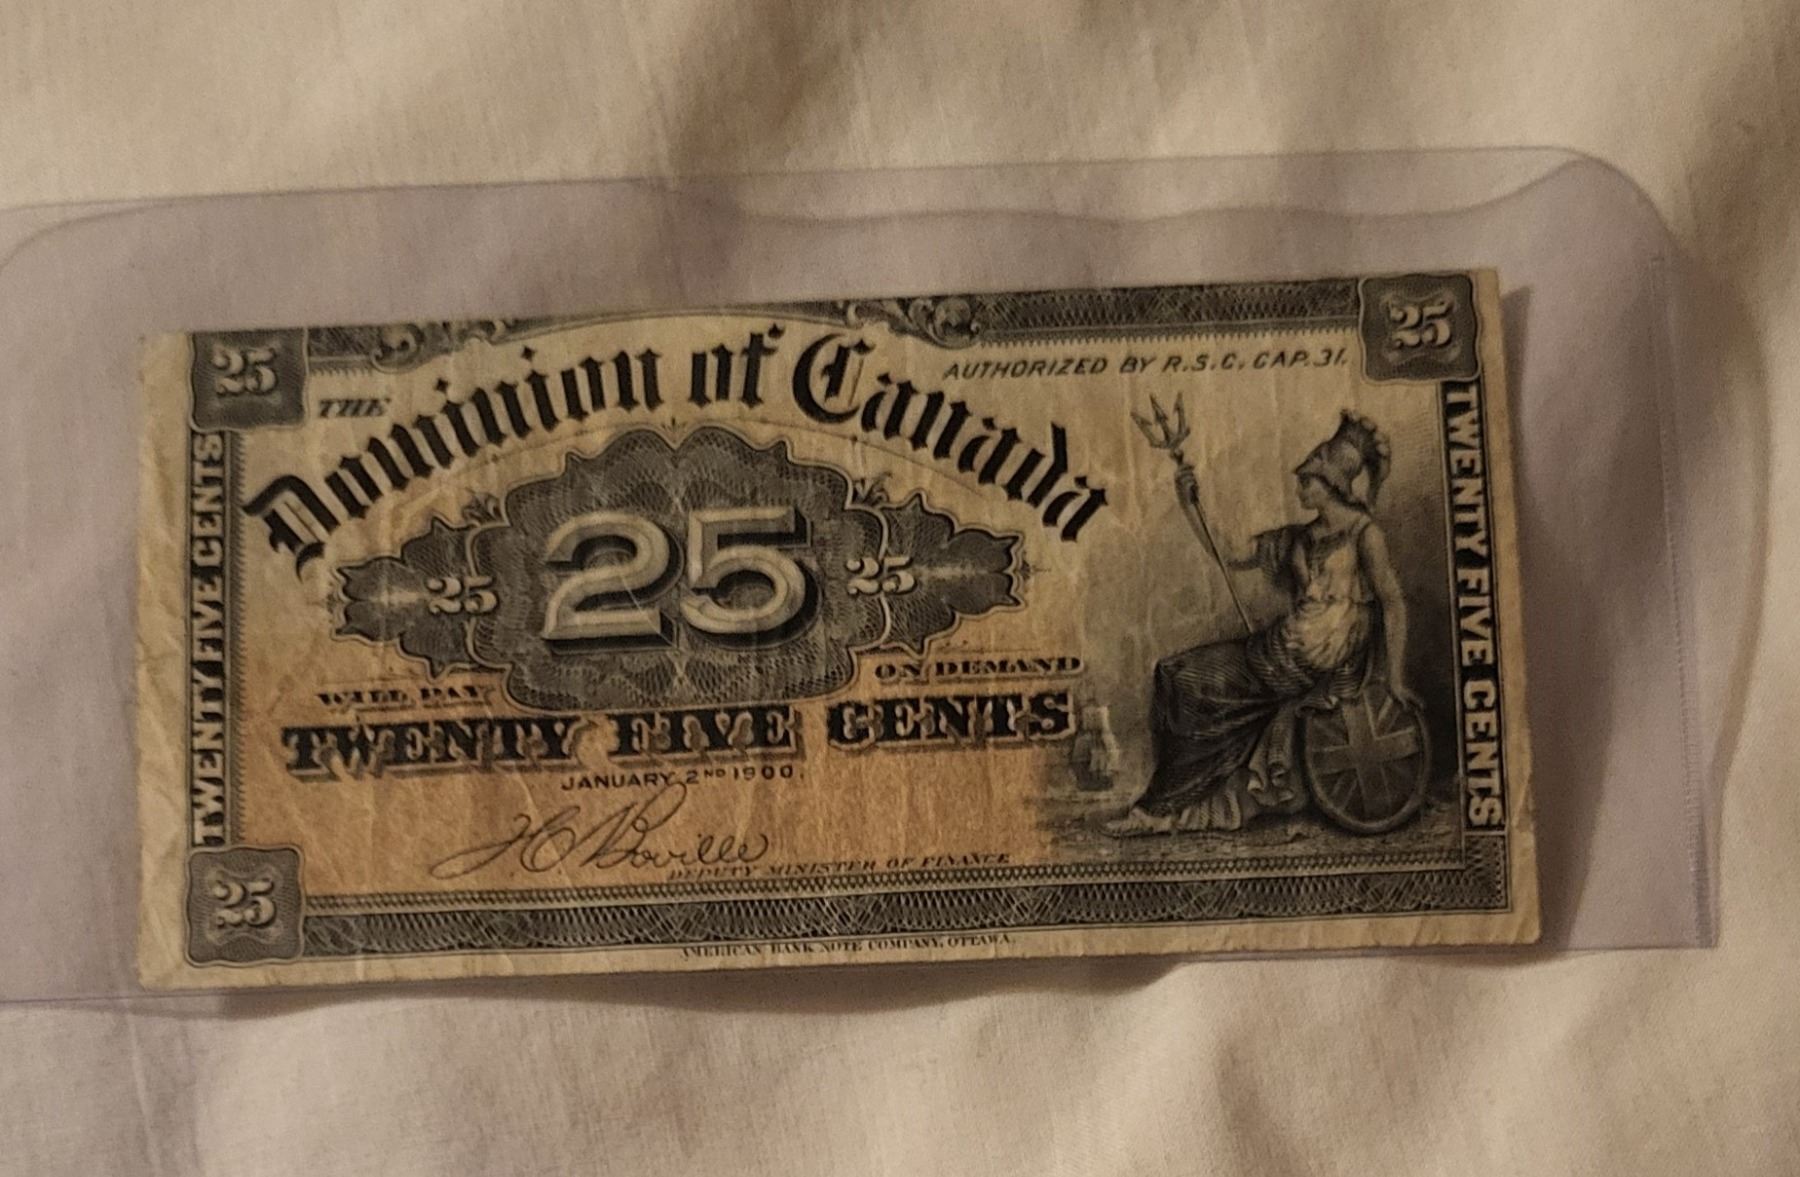 25
25
THE
Dominion of Canada
AUTHORIZED BY R.S.C. CAP.31.
TWENTY FIVE CENTS
25
25
25
TWENTY FIVE CENTS
WILL PAY
ON DEMAND
TWENTY FIVE CENTS
JANUARY 2ND 1900.
J C Boville
DEPUTY MINISTER OF FINANCE
25
AMERICAN BANK NOTE COMPANY, OTTAWA.